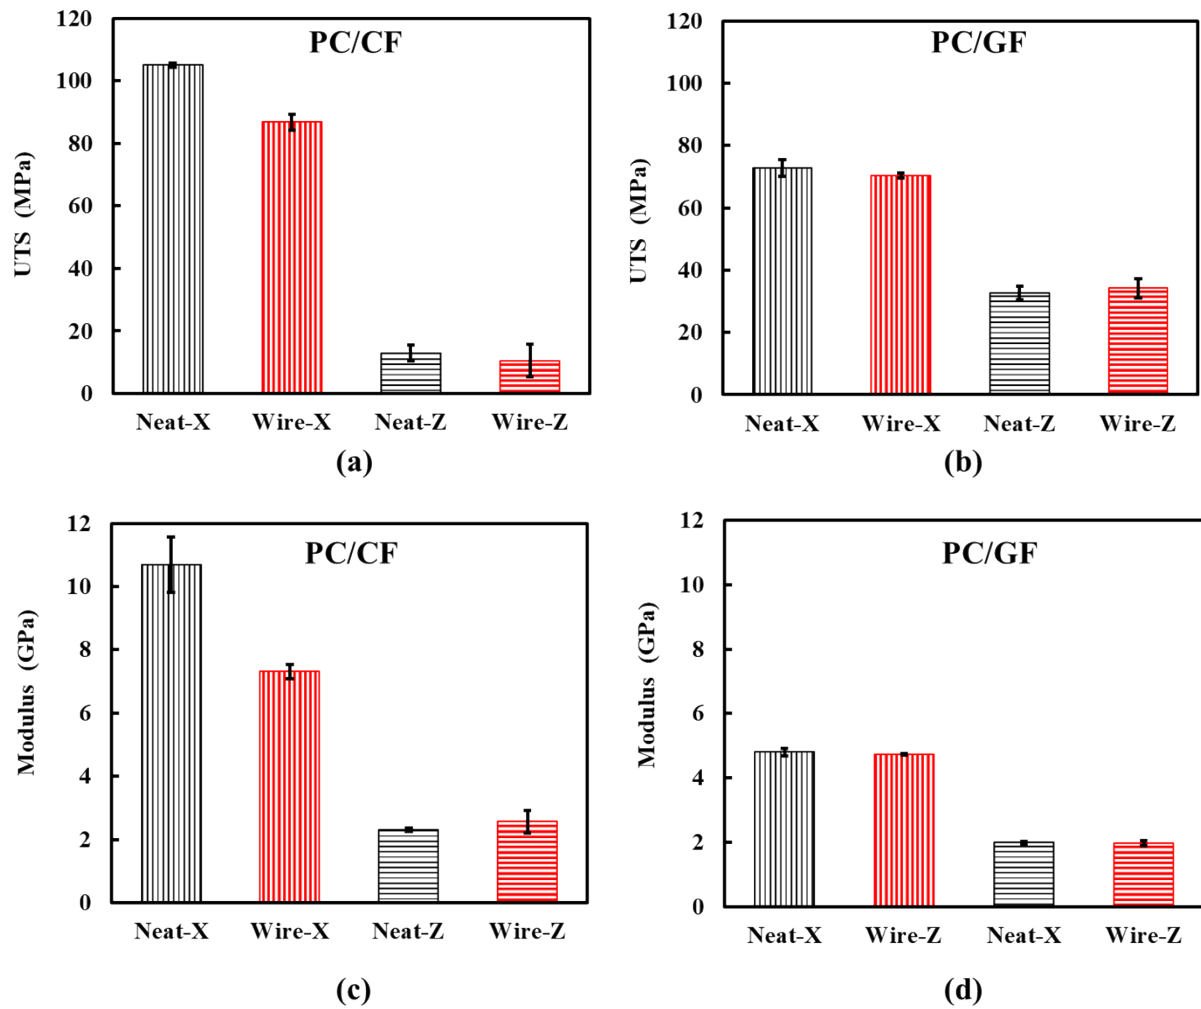 PC/CF
UTS (MPa)
120
100
80
60
40
20
0
Neat-X Wire-X Neat-Z Wire-Z
(a)
PC/GF
UTS (MPa)
120
100
80
60
40
20
0
Neat-X Wire-X Neat-Z Wire-Z
(b)
PC/CF
Modulus (GPa)
12
10
8
6
4
2
0
Neat-X Wire-X Neat-Z Wire-Z
(c)
PC/GF
Modulus (GPa)
12
10
8
6
4
2
0
Neat-X Wire-Z Neat-X Wire-Z
(d)